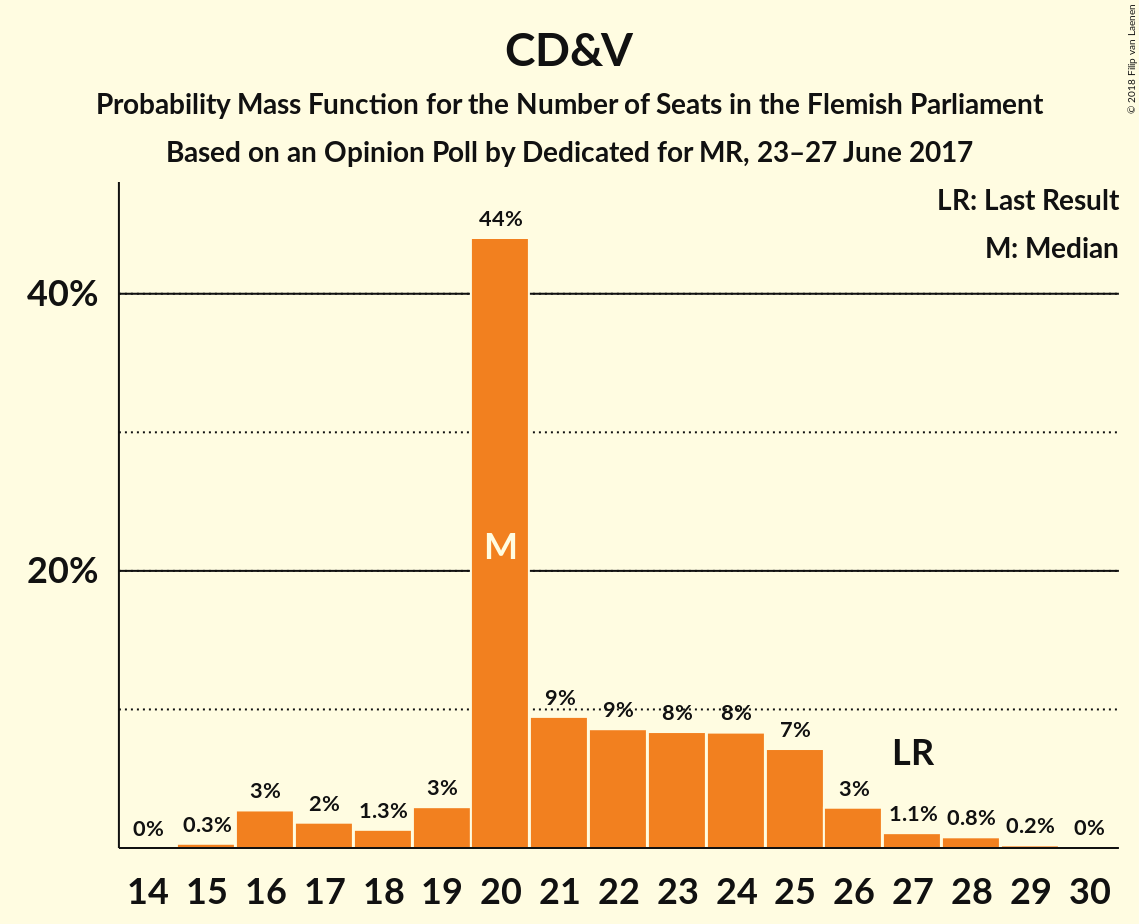 CD&V
Probability Mass Function for the Number of Seats in the Flemish Parliament
Based on an Opinion Poll by Dedicated for MR, 23–27 June 2017
© 2018 Filip van Laenen
LR: Last Result
M: Median
40%
20%
0% 0.3% 3% 2% 1.3% 3% 44% 9% 9% 8% 8% 7% 3% 1.1% 0.8% 0.2% 0%
M
LR
14 15 16 17 18 19 20 21 22 23 24 25 26 27 28 29 30